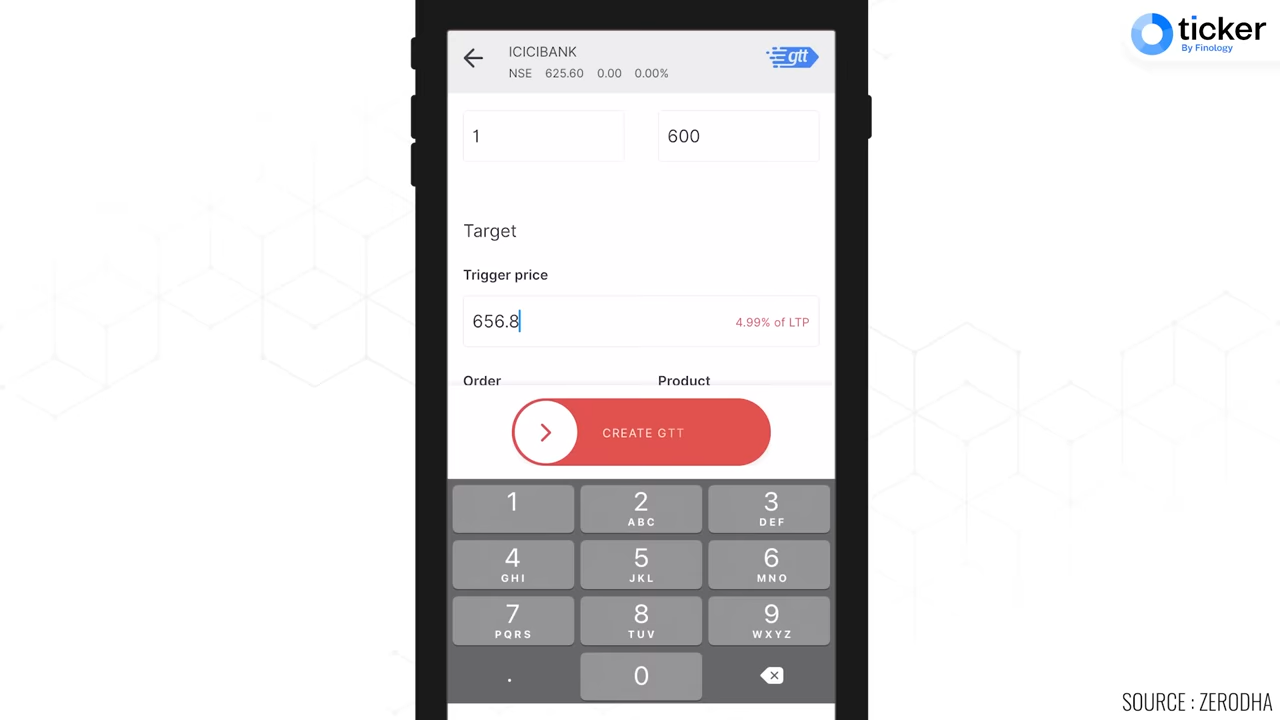 ticker
By Finology
ICICIBANK
gtt
NSE 625.60 0.00 0.00%
1 600
Target
Trigger price
656.8 4.99% of LTP
Order Product
CREATE GTT
1 2 3
ABC DEF
4 5 6
GHI JKL MNO
7 8 9
PQRS TUV WXYZ
. 0
SOURCE : ZERODHA